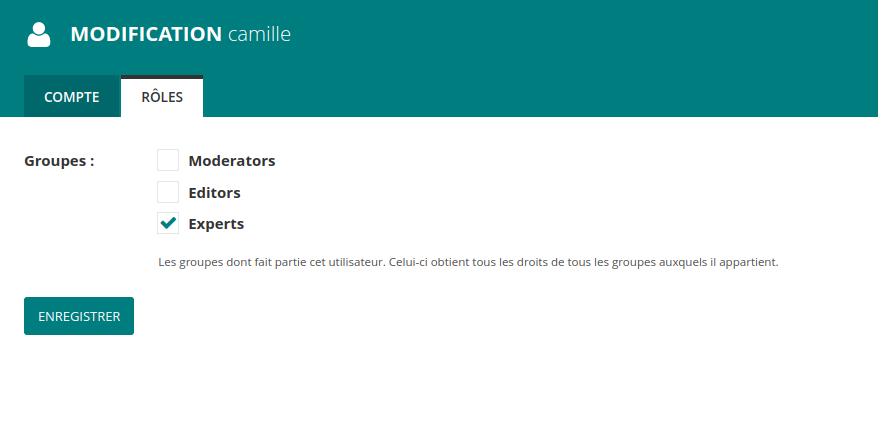 MODIFICATION camille
COMPTE
RÔLES
Groupes :
Moderators
Editors
Experts
Les groupes dont fait partie cet utilisateur. Celui-ci obtient tous les droits de tous les groupes auxquels il appartient.
ENREGISTRER